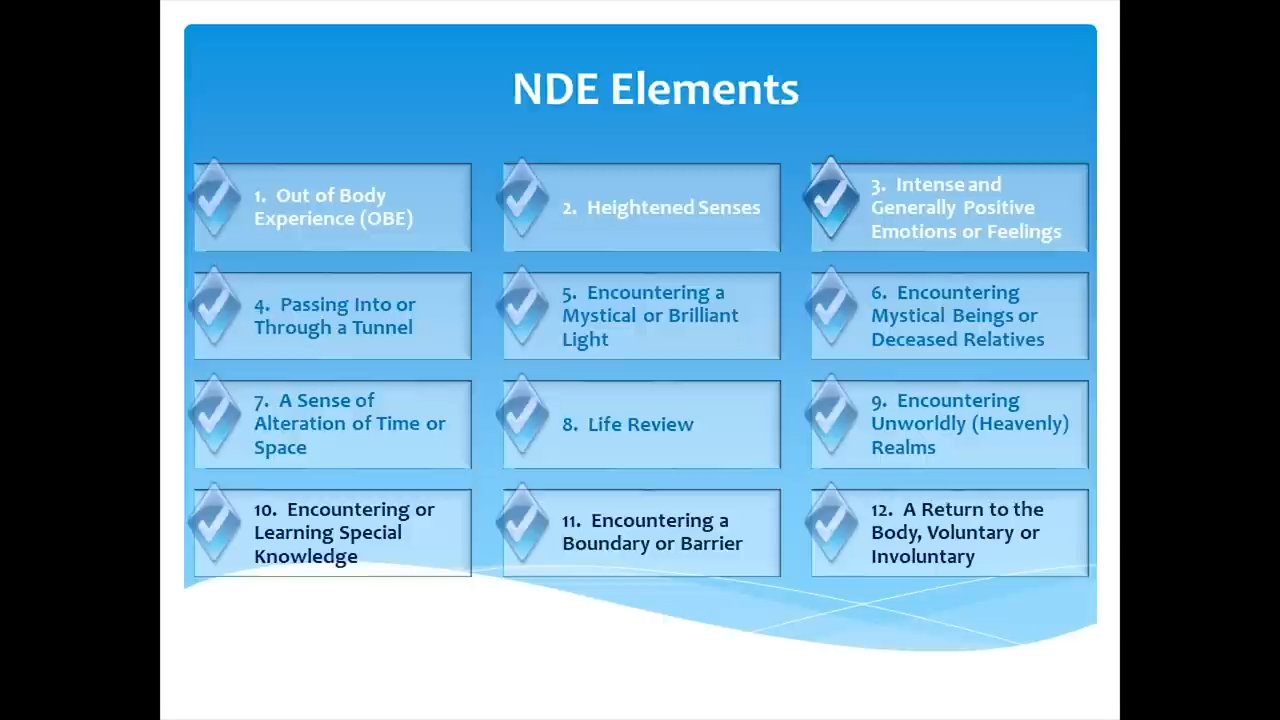 NDE Elements
1. Out of Body
Experience (OBE)
2. Heightened Senses
3. Intense and
Generally Positive
Emotions or Feelings
4. Passing Into or
Through a Tunnel
5. Encountering a
Mystical or Brilliant
Light
6. Encountering
Mystical Beings or
Deceased Relatives
7. A Sense of
Alteration of Time or
Space
8. Life Review
9. Encountering
Unworldly (Heavenly)
Realms
10. Encountering or
Learning Special
Knowledge
11. Encountering a
Boundary or Barrier
12. A Return to the
Body, Voluntary or
Involuntary